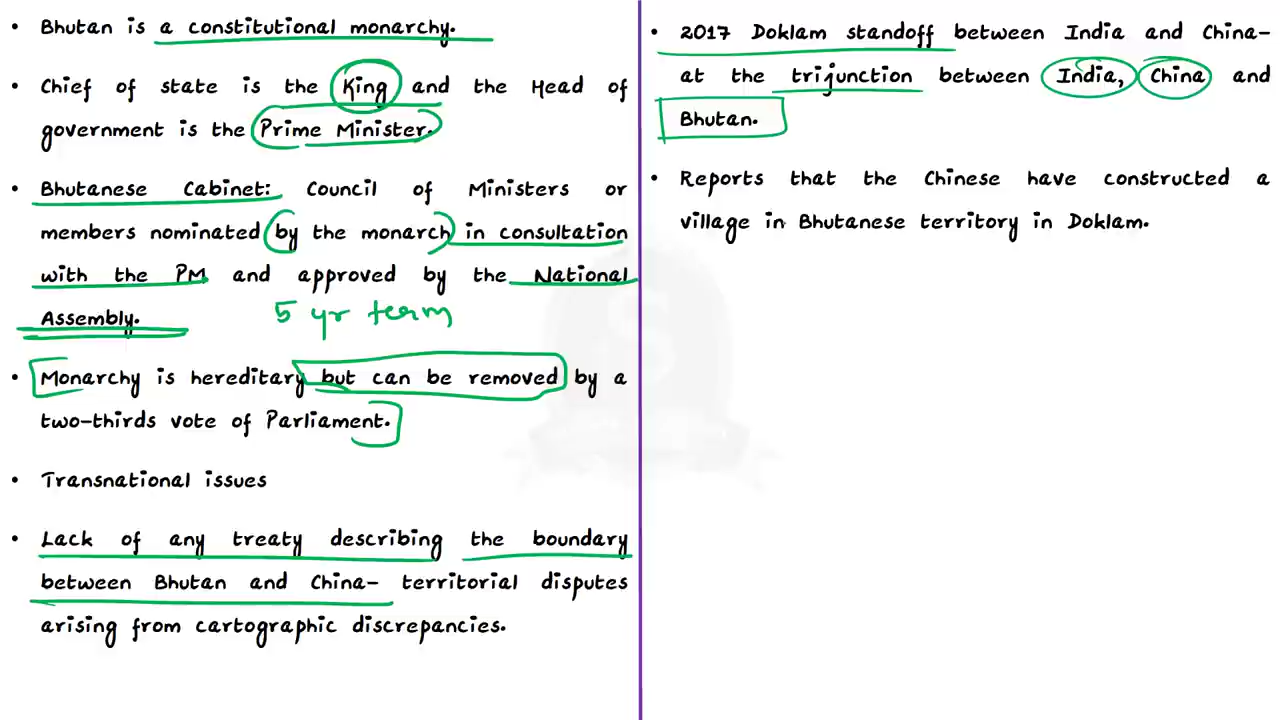 • Bhutan is a constitutional monarchy.
• Chief of state is the King and the Head of
government is the Prime Minister.
• Bhutanese Cabinet: Council of Ministers or
members nominated by the monarch in consultation
with the PM and approved by the National
Assembly.
5 yr term
• Monarchy is hereditary but can be removed by a
two-thirds vote of Parliament.
• Transnational issues
• Lack of any treaty describing the boundary
between Bhutan and China- territorial disputes
arising from cartographic discrepancies.
• 2017 Doklam standoff between India and China-
at the trijunction between India, China and
Bhutan.
• Reports that the Chinese have constructed a
village in Bhutanese territory in Doklam.